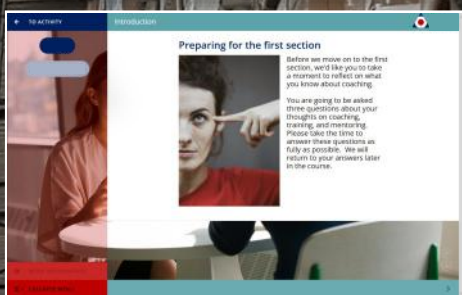 TO ACTIVITY
Introduction
Preparing for the first section
Before we move on to the first
section, we'd like you to take
a moment to reflect on what
you know about coaching.
You are going to be asked
three questions about your
thoughts on coaching,
training, and mentoring.
Please take the time to
answer these questions as
fully as possible. We will
return to your answers later
in the course.